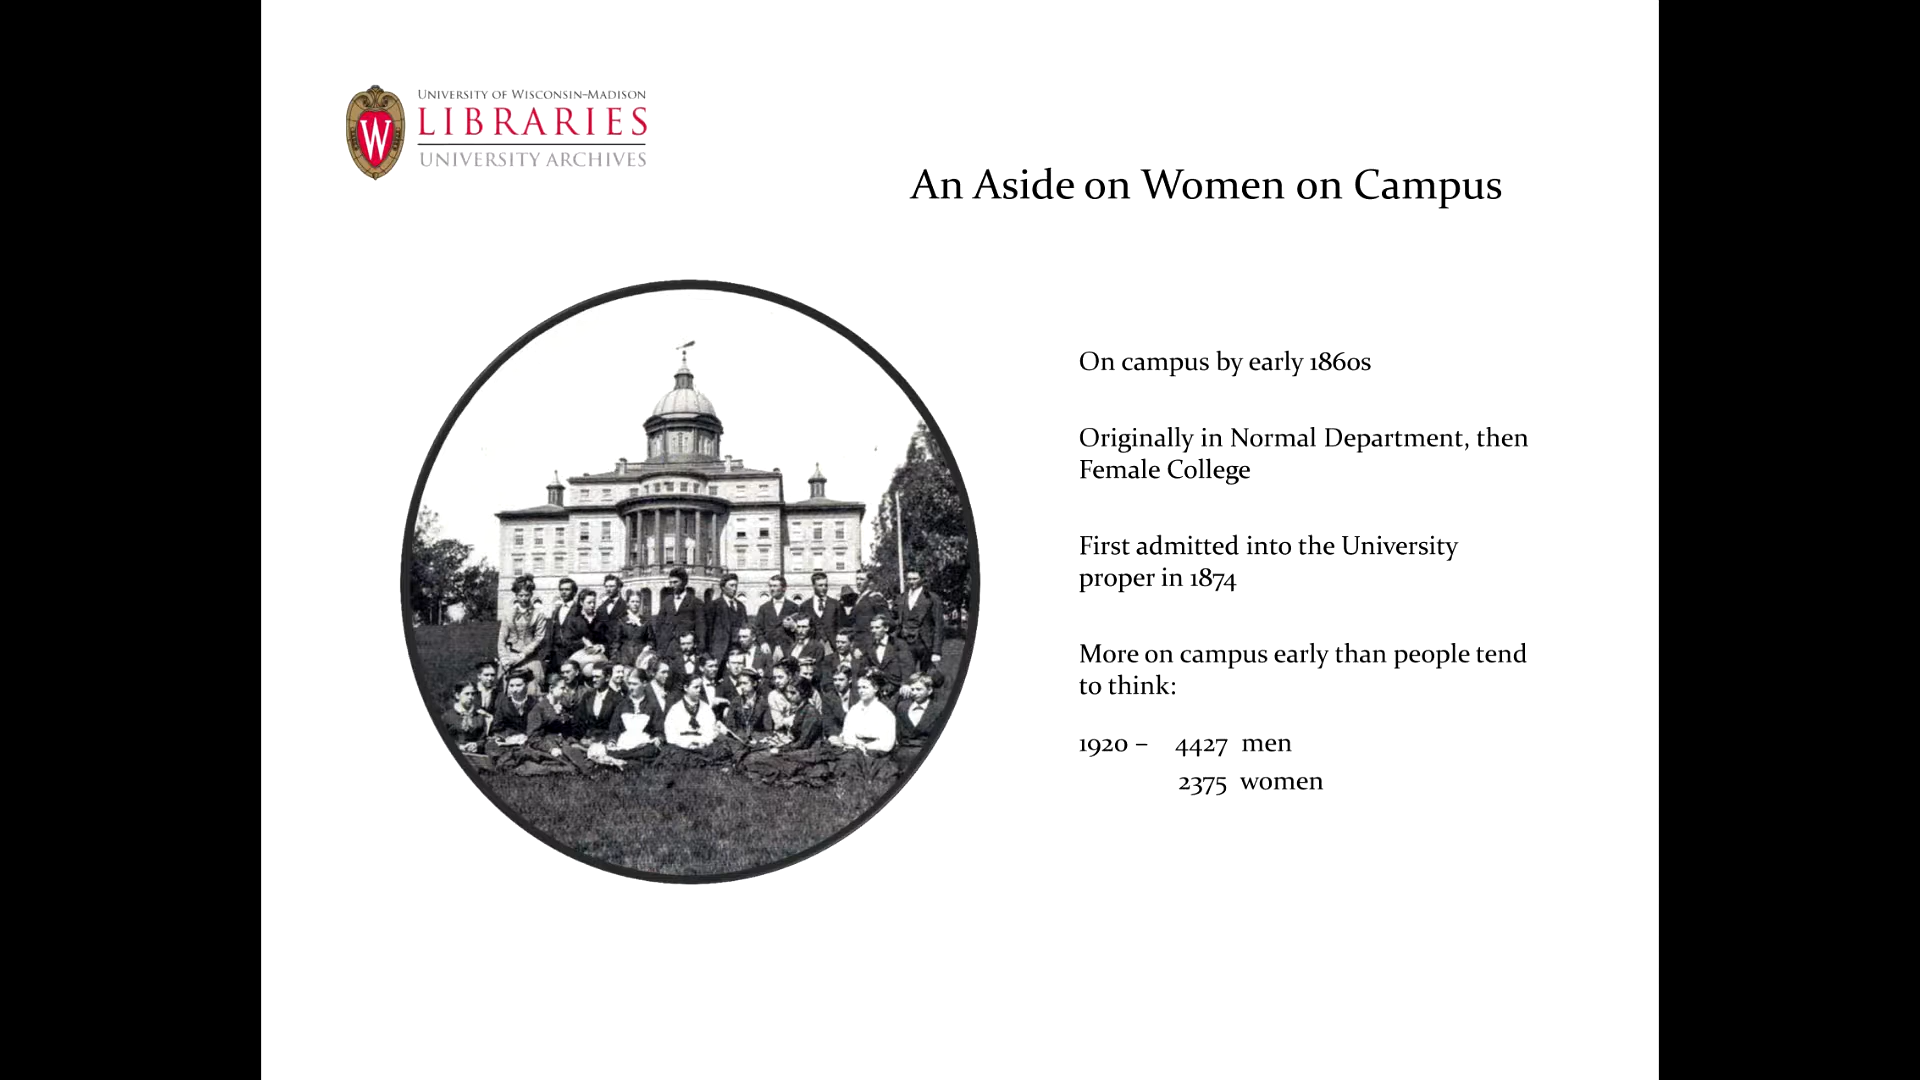 W
University of Wisconsin–Madison
LIBRARIES
UNIVERSITY ARCHIVES
An Aside on Women on Campus
On campus by early 1860s
Originally in Normal Department, then
Female College
First admitted into the University
proper in 1874
More on campus early than people tend
to think:
1920 – 4427 men
2375 women